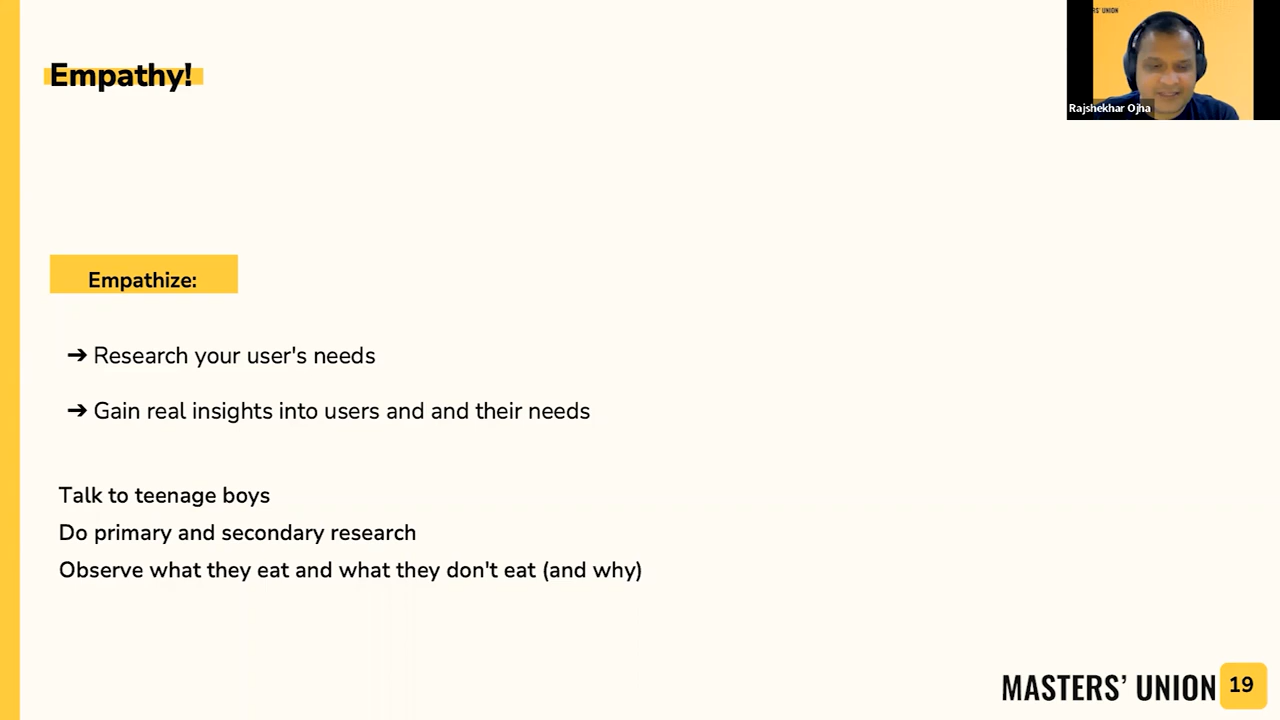 Empathy!
RS' UNION
Rajshekhar Ojha
Empathize:
➔ Research your user's needs
➔ Gain real insights into users and and their needs
Talk to teenage boys
Do primary and secondary research
Observe what they eat and what they don't eat (and why)
MASTERS' UNION 19